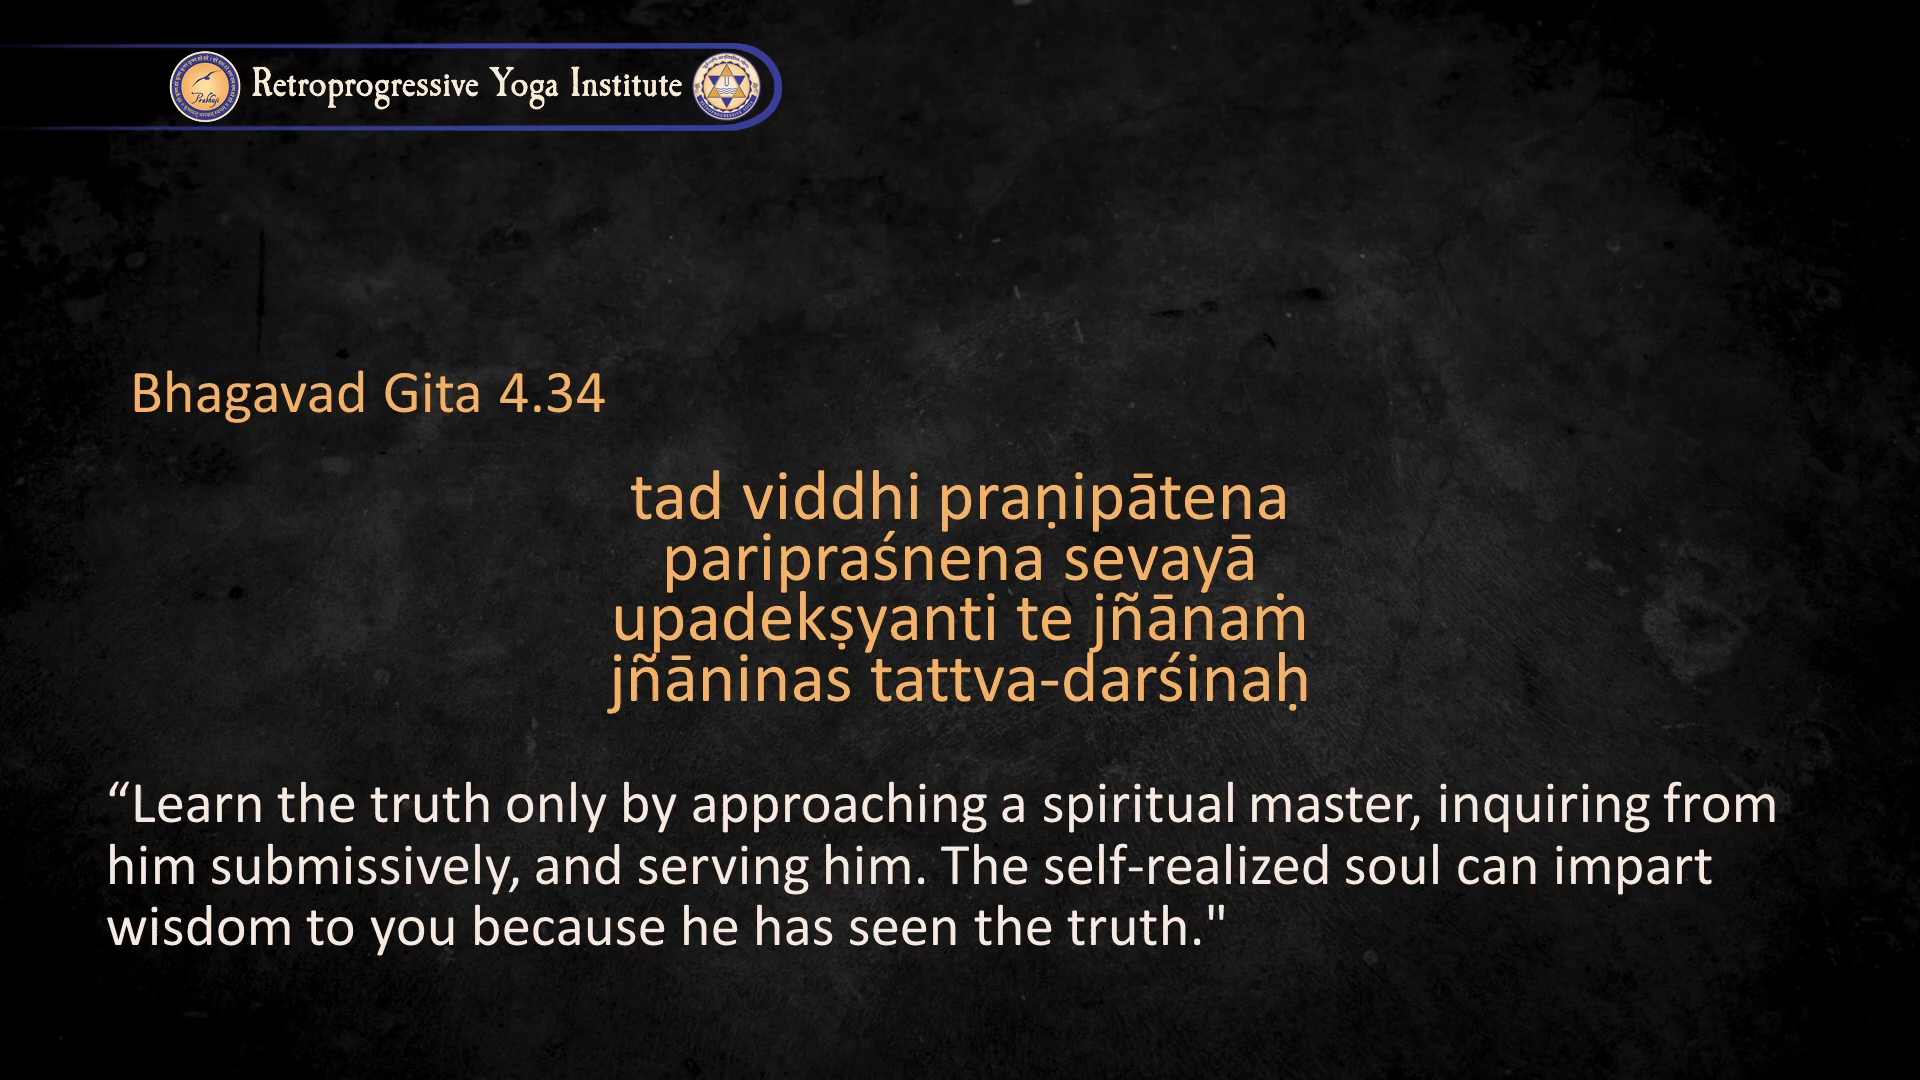 Prabhuji
Retroprogressive Yoga Institute
Bhagavad Gita 4.34
tad viddhi praṇipātena
paripraśnena sevayā
upadekṣyanti te jñānaṁ
jñāninas tattva-darśinaḥ
“Learn the truth only by approaching a spiritual master, inquiring from
him submissively, and serving him. The self-realized soul can impart
wisdom to you because he has seen the truth."